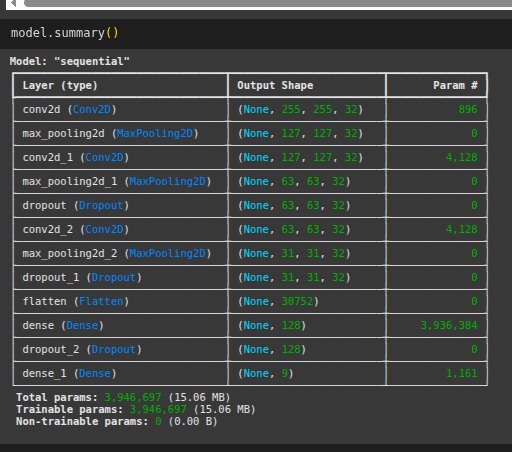 model.summary()
Model: "sequential"
Layer (type) Output Shape Param #
conv2d (Conv2D) (None, 255, 255, 32) 896
max_pooling2d (MaxPooling2D) (None, 127, 127, 32) 0
conv2d_1 (Conv2D) (None, 127, 127, 32) 4,128
max_pooling2d_1 (MaxPooling2D) (None, 63, 63, 32) 0
dropout (Dropout) (None, 63, 63, 32) 0
conv2d_2 (Conv2D) (None, 63, 63, 32) 4,128
max_pooling2d_2 (MaxPooling2D) (None, 31, 31, 32) 0
dropout_1 (Dropout) (None, 31, 31, 32) 0
flatten (Flatten) (None, 30752) 0
dense (Dense) (None, 128) 3,936,384
dropout_2 (Dropout) (None, 128) 0
dense_1 (Dense) (None, 9) 1,161
Total params: 3,946,697 (15.06 MB)
Trainable params: 3,946,697 (15.06 MB)
Non-trainable params: 0 (0.00 B)